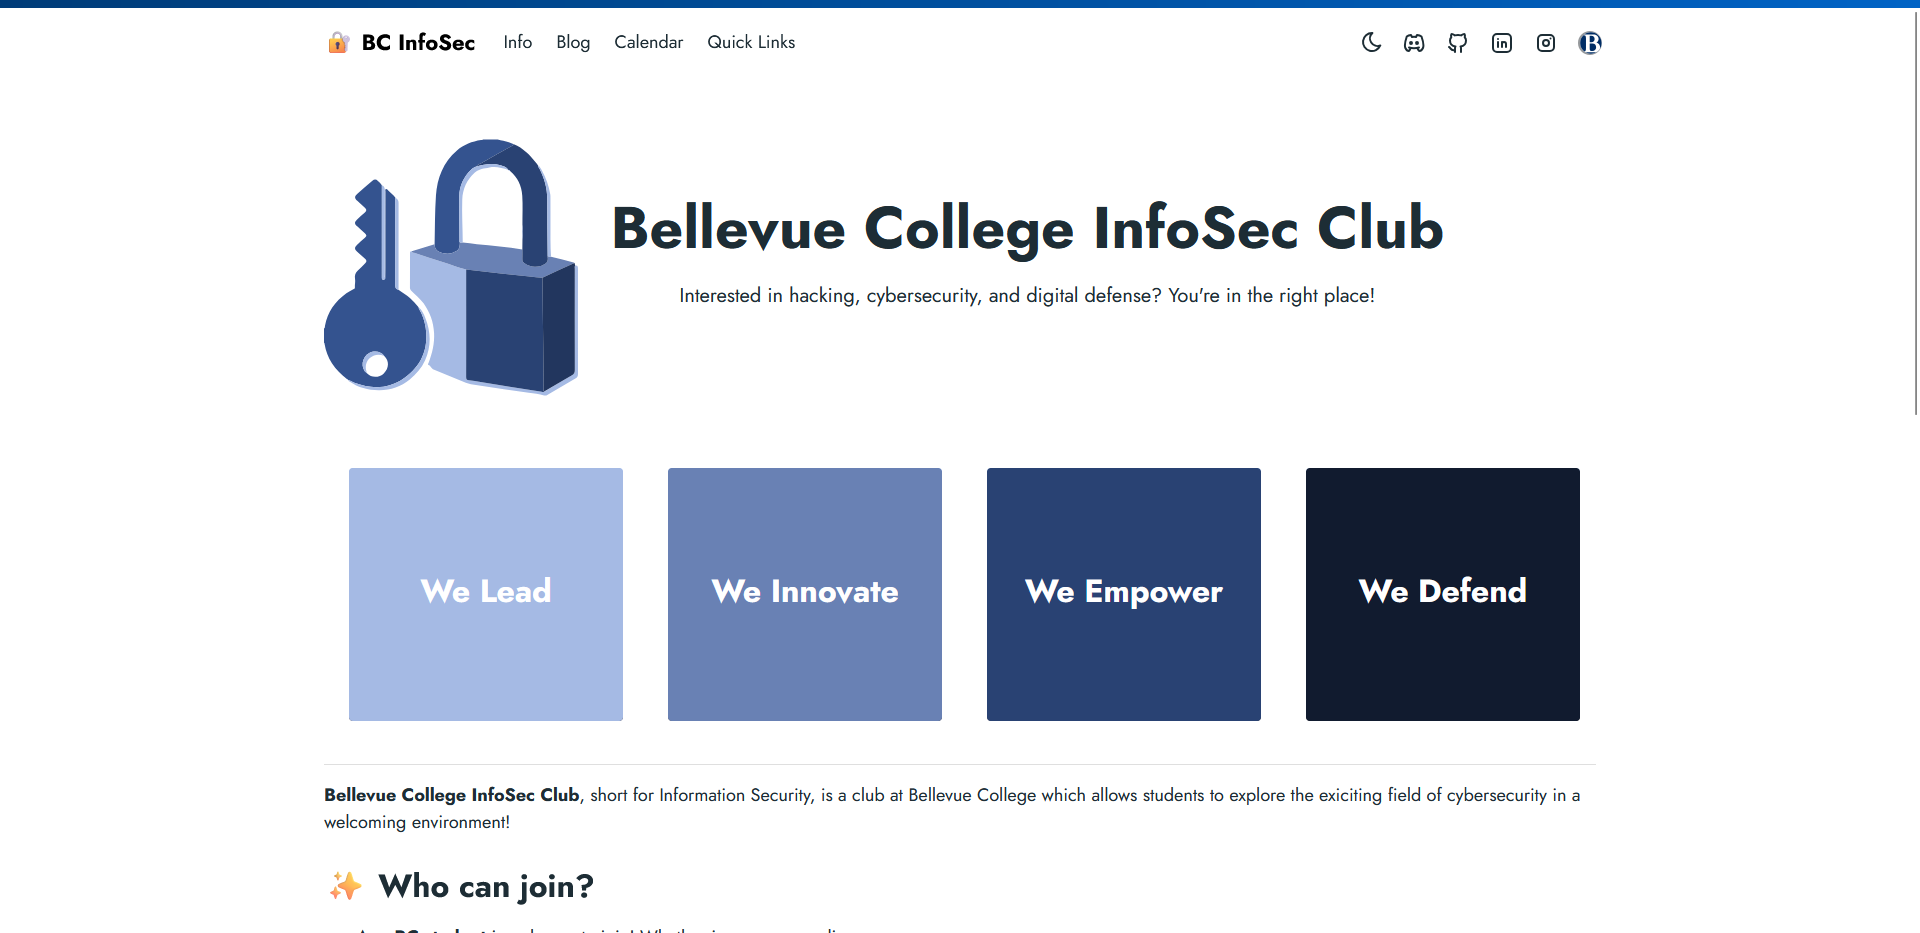 BC InfoSec Info Blog Calendar Quick Links
B
Bellevue College InfoSec Club
Interested in hacking, cybersecurity, and digital defense? You're in the right place!
We Lead
We Innovate
We Empower
We Defend
Bellevue College InfoSec Club, short for Information Security, is a club at Bellevue College which allows students to explore the exiciting field of cybersecurity in a
welcoming environment!
Who can join?